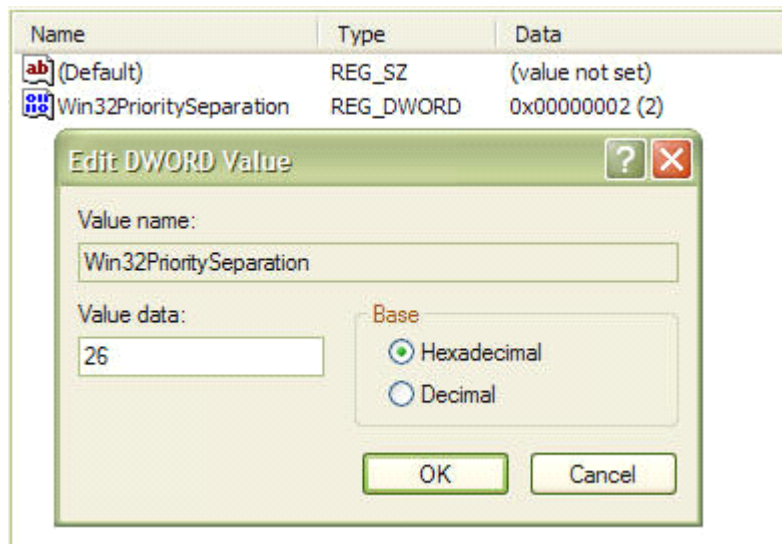 Name Type Data
(Default) REG_SZ (value not set)
Win32PrioritySeparation REG_DWORD 0x00000002 (2)
Edit DWORD Value
Value name:
Win32PrioritySeparation
Value data: Base
26 Hexadecimal
Decimal
OK Cancel